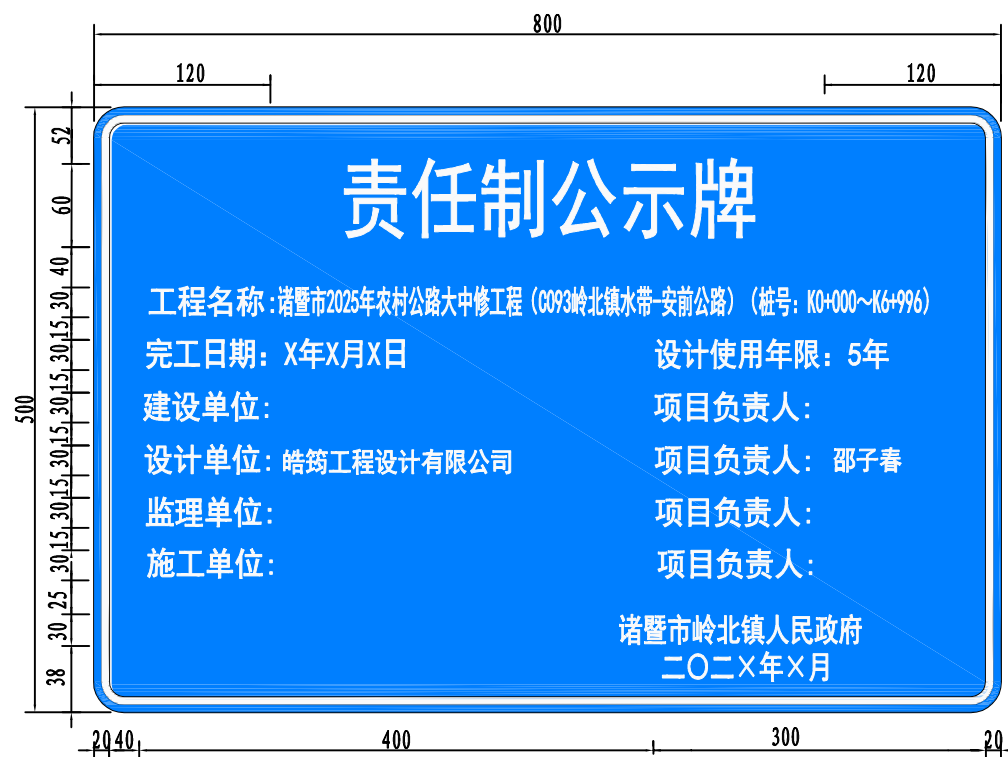 800
120 120
责任制公示牌
工程名称:诸暨市2025年农村公路大中修工程（C093岭北镇水带-安前公路）（桩号：K0+000～K6+996）
完工日期：X年X月X日 设计使用年限：5年
建设单位: 项目负责人:
设计单位: 皓筠工程设计有限公司 项目负责人: 邵子春
监理单位: 项目负责人:
施工单位: 项目负责人:
诸暨市岭北镇人民政府
二〇二×年×月
500
52
60
40
30
15
30
15
30
15
30
15
30
15
30
25
30
38
20 40 400 300 20